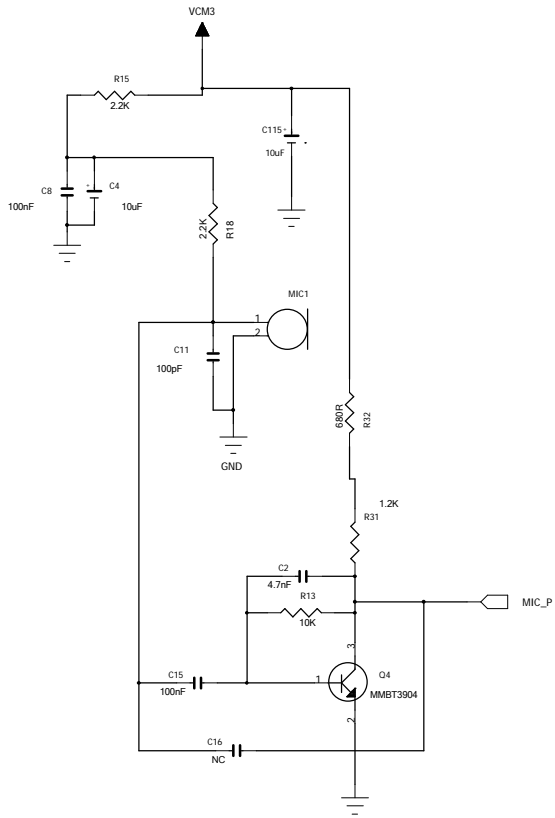 VCM3
R15
2.2K
C115
10uF
C8
100nF
C4
10uF
2.2K
R18
MIC1
1
2
C11
100pF
GND
680R
R32
1.2K
R31
C2
4.7nF
R13
10K
MIC_P
3
C15
100nF
1
Q4
MMBT3904
2
C16
NC